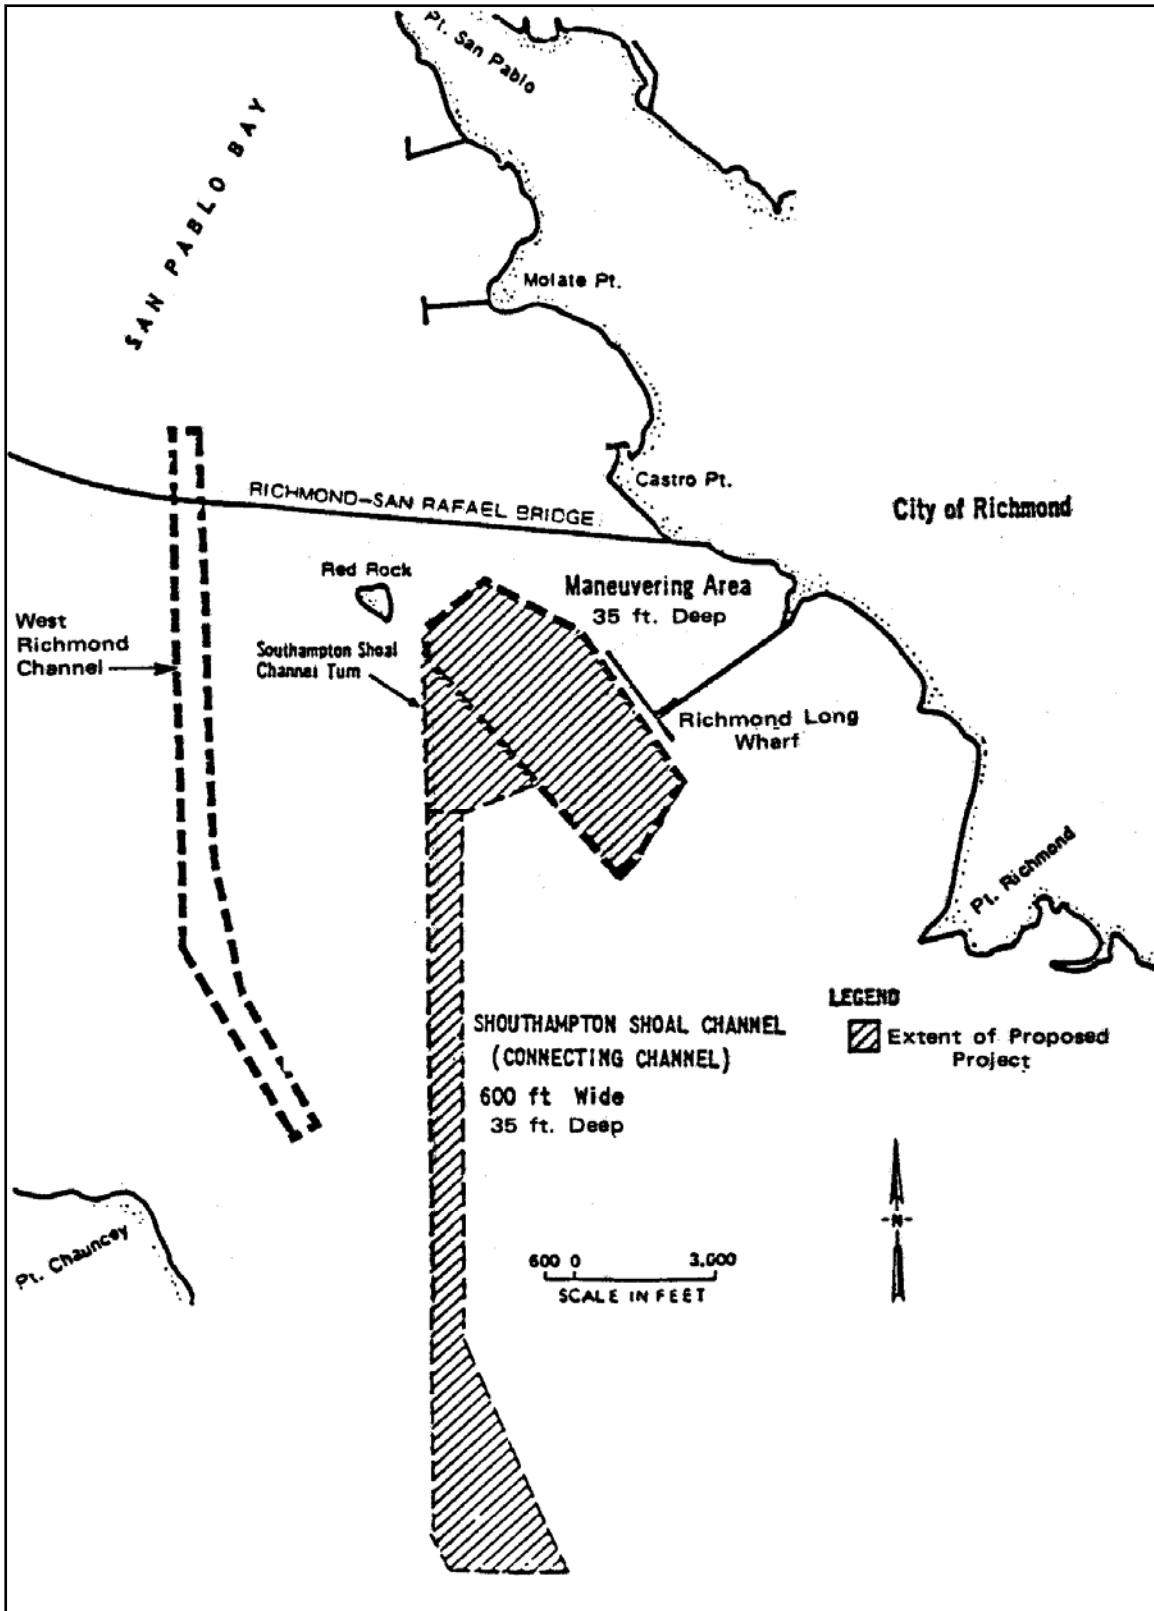 Pt. San Pablo
SAN PABLO BAY
Molate Pt.
Castro Pt.
RICHMOND-SAN RAFAEL BRIDGE
City of Richmond
Red Rock
Maneuvering Area
35 ft. Deep
West
Richmond
Channel
Southampton Shoal
Channel Turn
Richmond Long
Wharf
Pt. Richmond
LEGEND
Extent of Proposed
Project
SHOUTHAMPTON SHOAL CHANNEL
(CONNECTING CHANNEL)
600 ft Wide
35 ft. Deep
Pt. Chauncey
-N-
600 0 3,000
SCALE IN FEET